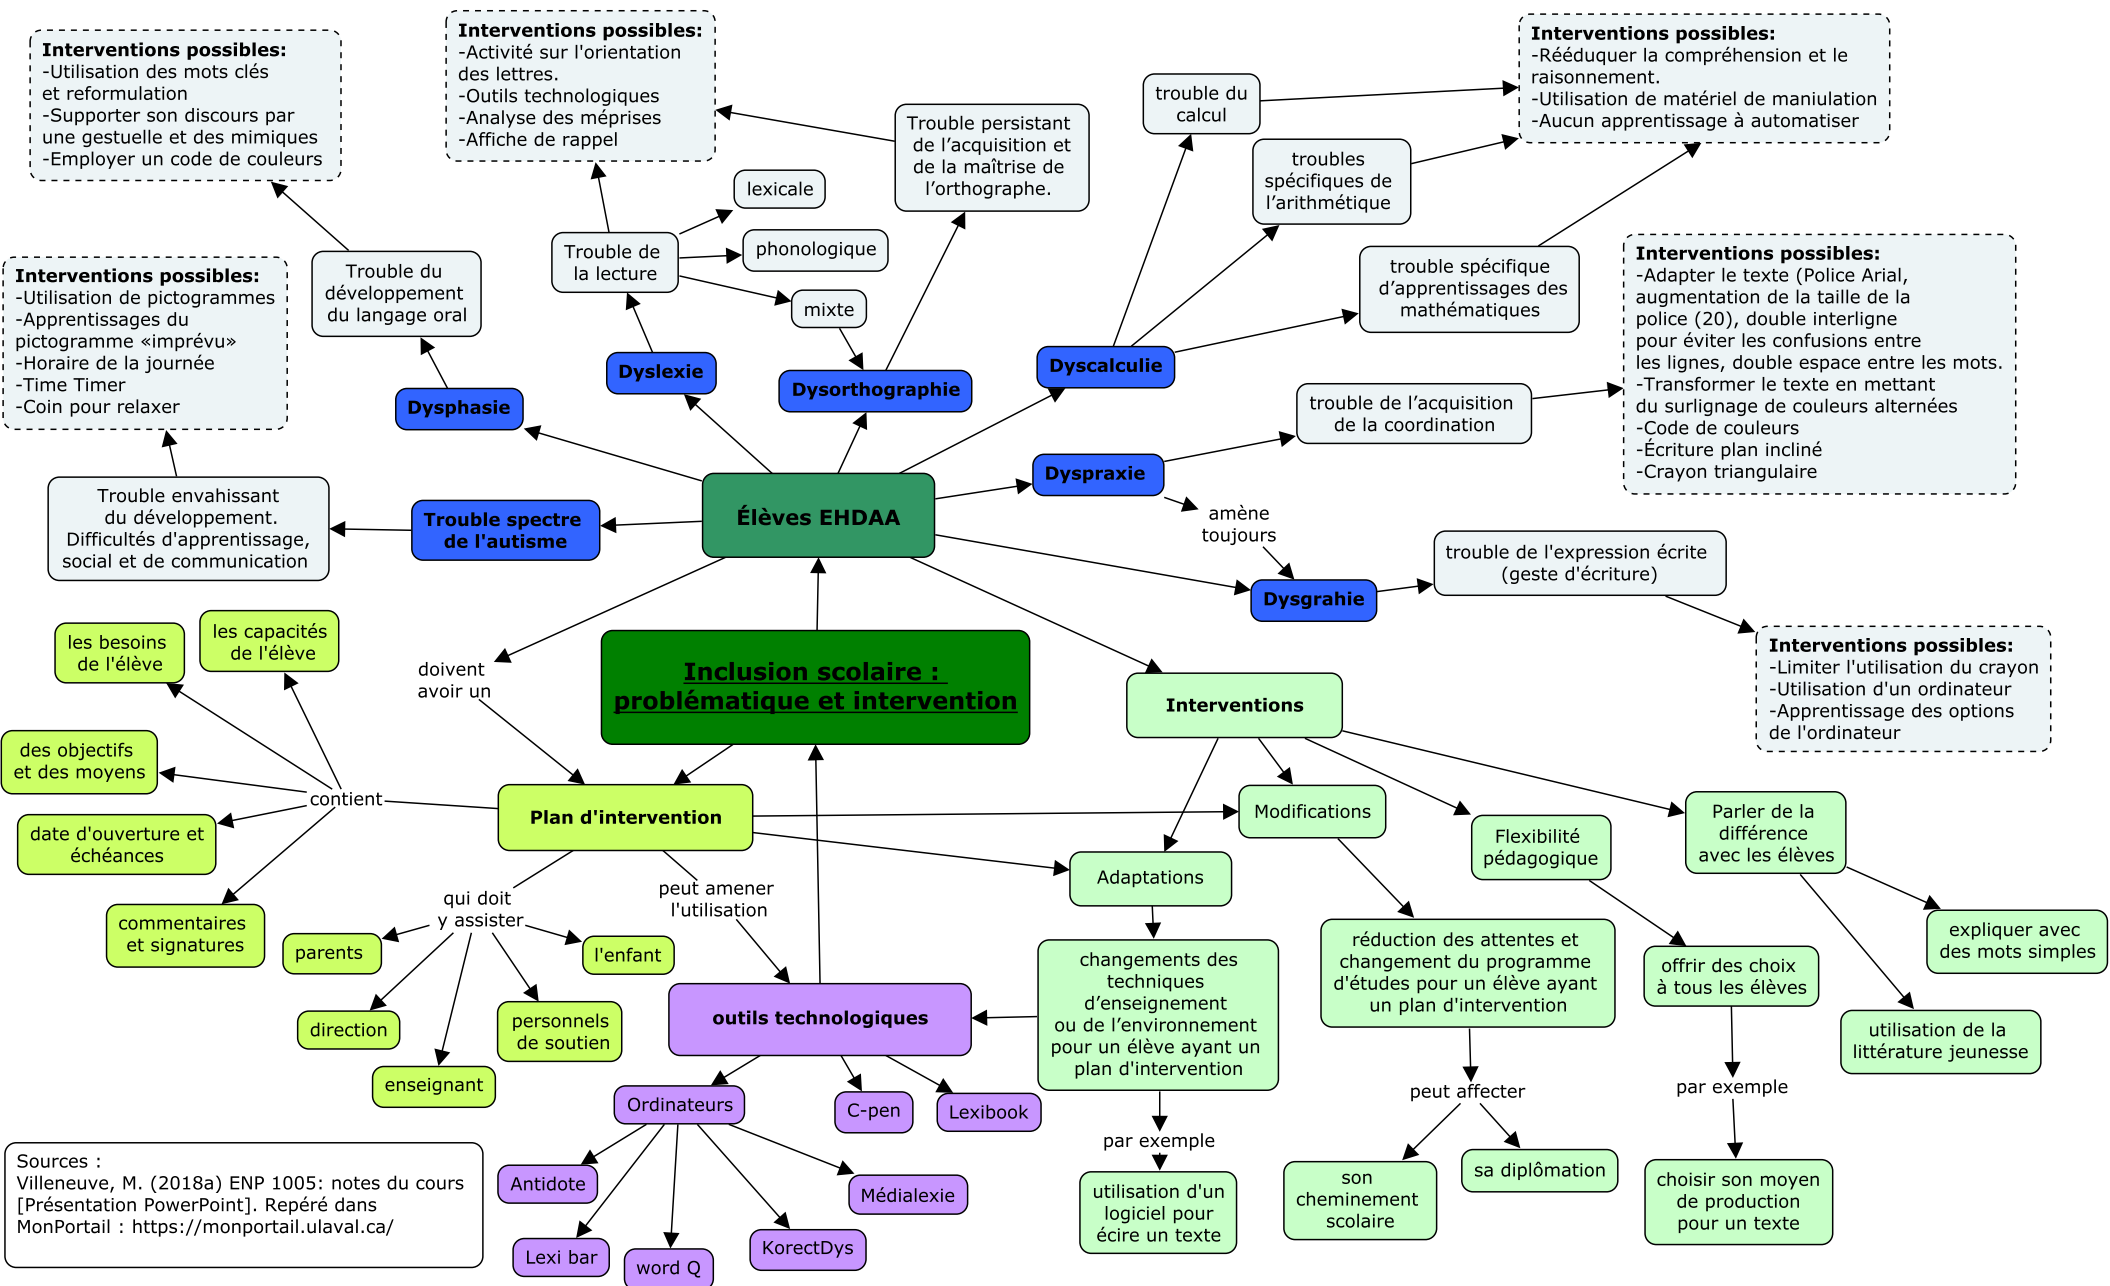 Interventions possibles:
-Utilisation des mots clés
et reformulation
-Supporter son discours par
une gestuelle et des mimiques
-Employer un code de couleurs
Interventions possibles:
-Activité sur l'orientation
des lettres.
-Outils technologiques
-Analyse des méprises
-Affiche de rappel
Trouble persistant
de l’acquisition et
de la maîtrise de
l’orthographe.
trouble du
calcul
Interventions possibles:
-Rééduquer la compréhension et le
raisonnement.
-Utilisation de matériel de maniulation
-Aucun apprentissage à automatiser
troubles
spécifiques de
l’arithmétique
lexicale
phonologique
mixte
Trouble de
la lecture
Trouble du
développement
du langage oral
trouble spécifique
d’apprentissages des
mathématiques
Interventions possibles:
-Utilisation de pictogrammes
-Apprentissages du
pictogramme «imprévu»
-Horaire de la journée
-Time Timer
-Coin pour relaxer
Interventions possibles:
-Adapter le texte (Police Arial,
augmentation de la taille de la
police (20), double interligne
pour éviter les confusions entre
les lignes, double espace entre les mots.
-Transformer le texte en mettant
du surlignage de couleurs alternées
-Code de couleurs
-Écriture plan incliné
-Crayon triangulaire
Dysphasie
Dyslexie
Dysorthographie
Dyscalculie
trouble de l’acquisition
de la coordination
Dyspraxie
Trouble envahissant
du développement.
Difficultés d'apprentissage,
social et de communication
Trouble spectre
de l'autisme
Élèves EHDAA
amène
toujours
Dysgrahie
trouble de l'expression écrite
(geste d'écriture)
Interventions possibles:
-Limiter l'utilisation du crayon
-Utilisation d'un ordinateur
-Apprentissage des options
de l'ordinateur
les besoins
de l'élève
les capacités
de l'élève
doivent
avoir un
Inclusion scolaire :
problématique et intervention
Interventions
des objectifs
et des moyens
contient
date d'ouverture et
échéances
commentaires
et signatures
Plan d'intervention
Modifications
Adaptations
Flexibilité
pédagogique
Parler de la
différence
avec les élèves
qui doit
y assister
peut amener
l'utilisation
parents
direction
enseignant
personnels
de soutien
l'enfant
outils technologiques
changements des
techniques
d’enseignement
ou de l’environnement
pour un élève ayant un
plan d'intervention
réduction des attentes et
changement du programme
d'études pour un élève ayant
un plan d'intervention
offrir des choix
à tous les élèves
expliquer avec
des mots simples
utilisation de la
littérature jeunesse
Ordinateurs
C-pen
Lexibook
par exemple
peut affecter
par exemple
Antidote
Lexi bar
word Q
KorectDys
Médialexie
utilisation d'un
logiciel pour
écire un texte
son
cheminement
scolaire
sa diplômation
choisir son moyen
de production
pour un texte
Sources :
Villeneuve, M. (2018a) ENP 1005: notes du cours
[Présentation PowerPoint]. Repéré dans
MonPortail : https://monportail.ulaval.ca/